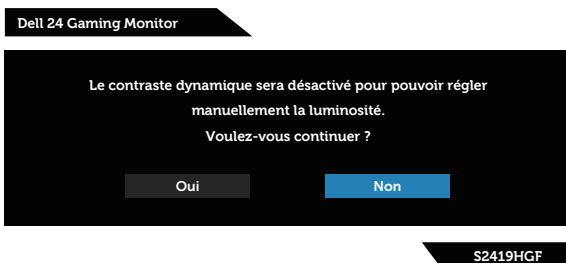 Dell 24 Gaming Monitor
Le contraste dynamique sera désactivé pour pouvoir régler
manuellement la luminosité.
Voulez-vous continuer ?
Oui
Non
S2419HGF